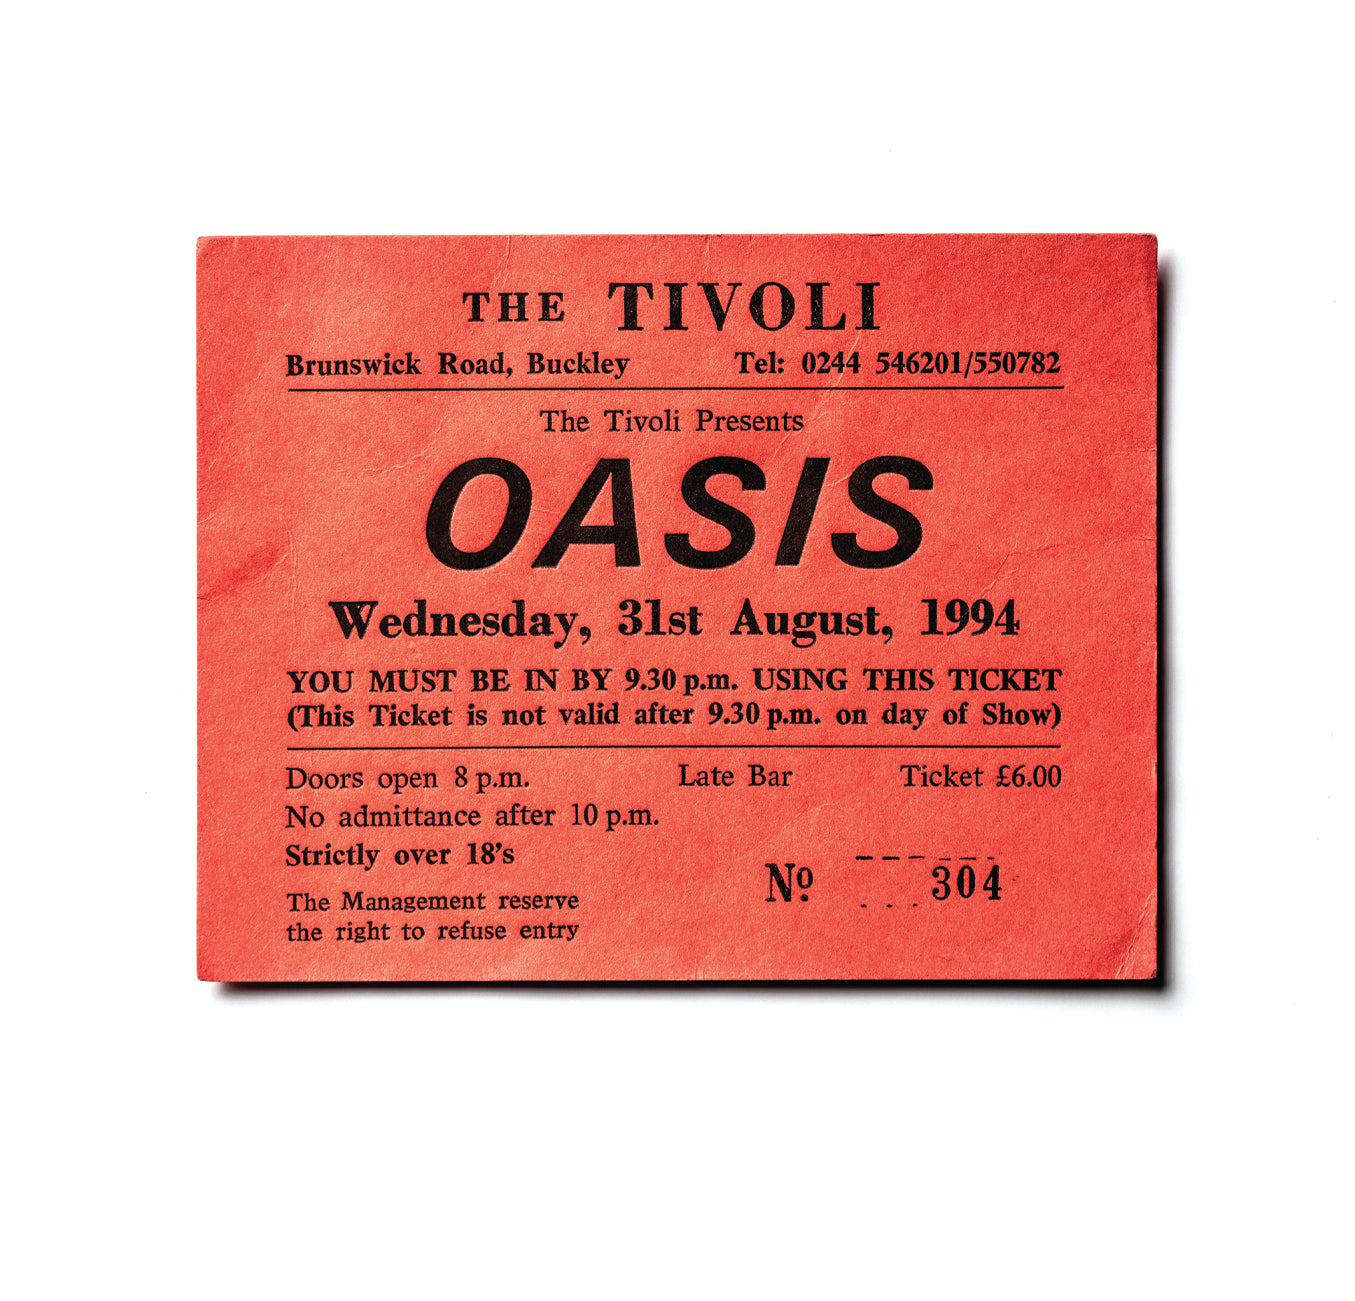 THE TIVOLI
Brunswick Road, Buckley Tel: 0244 546201/550782
The Tivoli Presents
OASIS
Wednesday, 31st August, 1994
YOU MUST BE IN BY 9.30 p.m. USING THIS TICKET
(This Ticket is not valid after 9.30 p.m. on day of Show)
Doors open 8 p.m. Late Bar Ticket £6.00
No admittance after 10 p.m.
Strictly over 18's
Nº 304
The Management reserve
the right to refuse entry